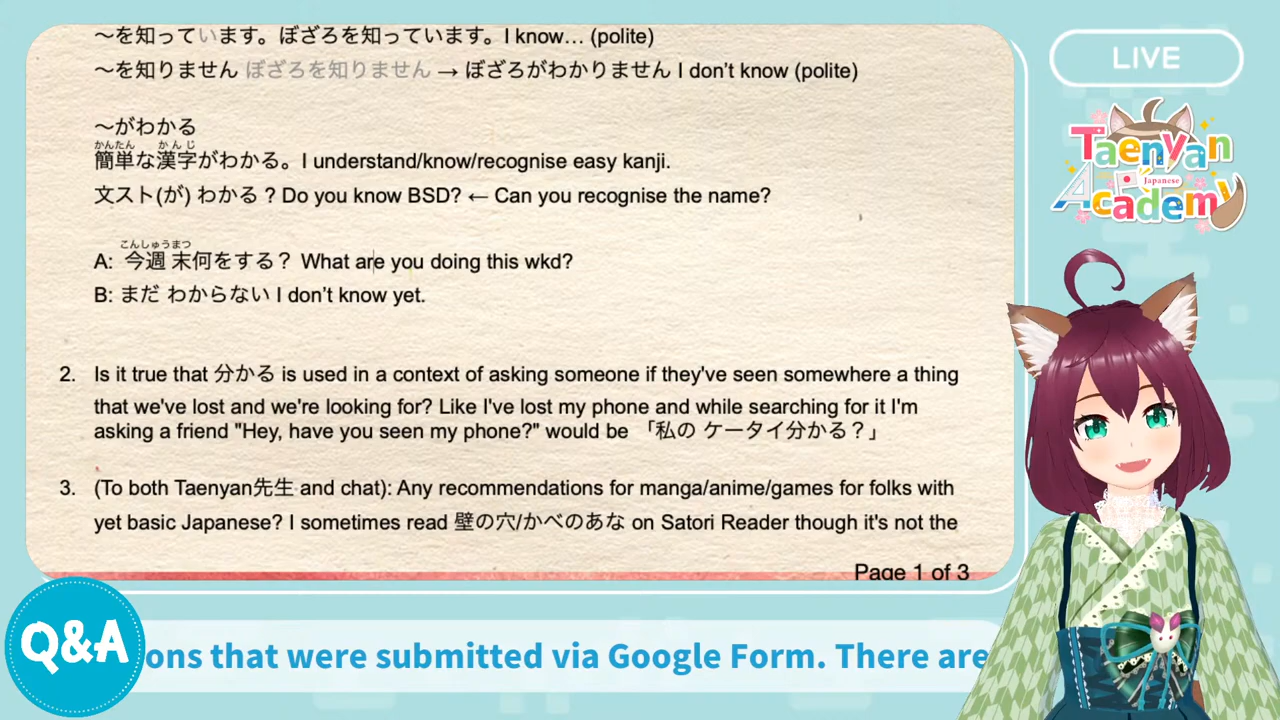 ～を知っています。ぼざろを知っています。I know… (polite)
～を知りません ぼざろを知りません → ぼざろがわかりません I don't know (polite)
～がわかる
かんたん かんじ
簡単な漢字がわかる。I understand/know/recognise easy kanji.
文スト(が) わかる ? Do you know BSD? ← Can you recognise the name?
こんしゅうまつ
A: 今週 末何をする？ What are you doing this wkd?
B: まだ わからない I don't know yet.
2. Is it true that 分かる is used in a context of asking someone if they've seen somewhere a thing
that we've lost and we're looking for? Like I've lost my phone and while searching for it I'm
asking a friend "Hey, have you seen my phone?" would be 「私の ケータイ分かる？」
3. (To both Taenyan先生 and chat): Any recommendations for manga/anime/games for folks with
yet basic Japanese? I sometimes read 壁の穴/かべのあな on Satori Reader though it's not the
Page 1 of 3
LIVE
Taenyan
Japanese
Academy
Q&A
ons that were submitted via Google Form. There are